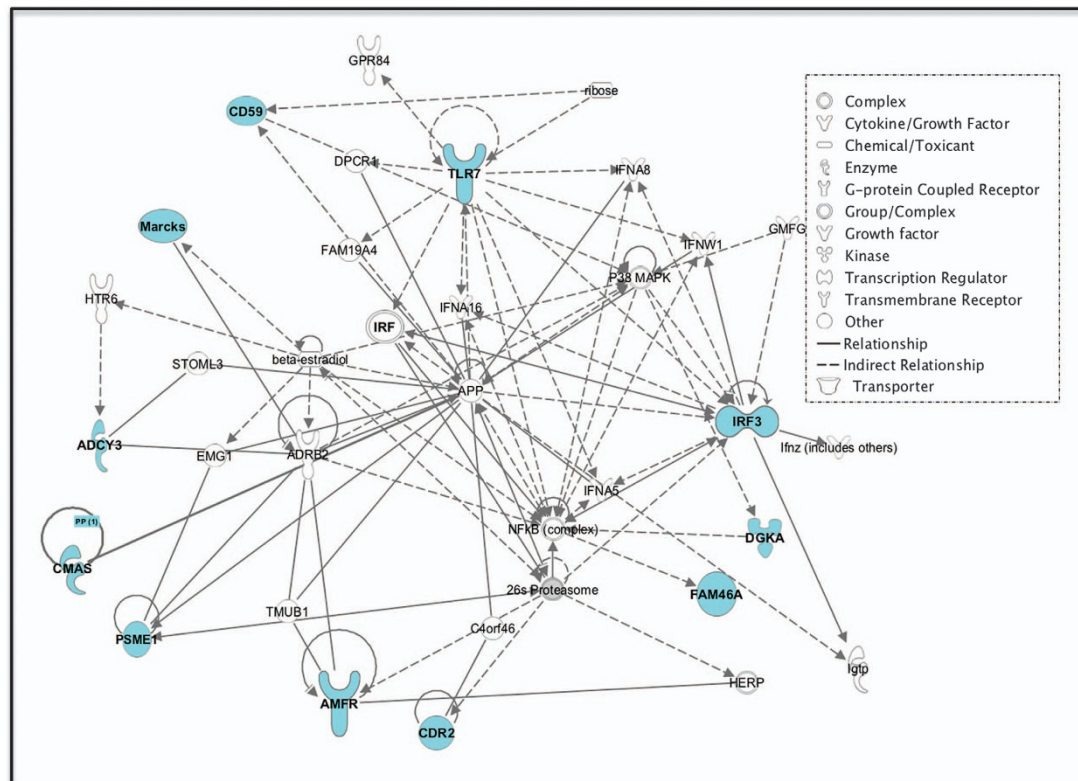 GPR84
ribose
CD59
DPCR1
TLR7
IFNA8
Marcks
FAM19A4
GMFG
IFNW1
P38 MAPK
HTR6
IFNA16
IRF
beta-estradiol
STOML3
APP
IRF3
Ifnz (includes others)
ADCY3
EMG1
ADRB2
IFNA5
PP (1)
NFkB (complex)
DGKA
CMAS
26s Proteasome
FAM46A
TMUB1
PSME1
C4orf46
Igtp
HERP
AMFR
CDR2
Complex
Cytokine/Growth Factor
Chemical/Toxicant
Enzyme
G-protein Coupled Receptor
Group/Complex
Growth factor
Kinase
Transcription Regulator
Transmembrane Receptor
Other
Relationship
Indirect Relationship
Transporter